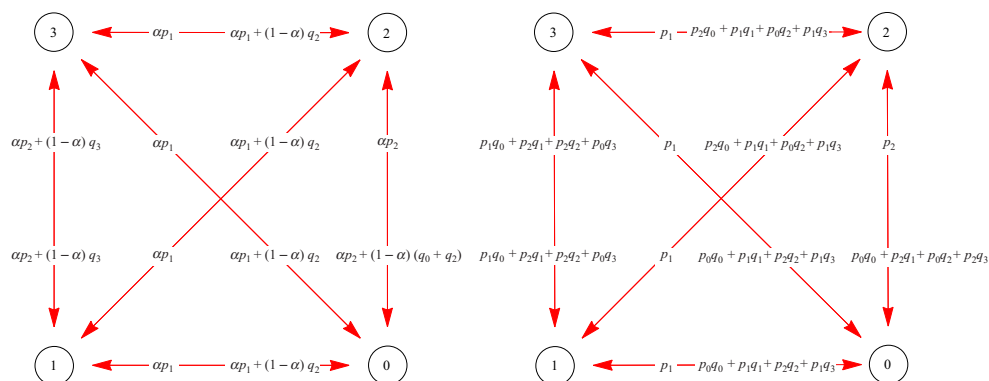 3 αp₁ αp₁ + (1−α) q₂ 2
αp₂ + (1−α) q₃ αp₁ αp₁ + (1−α) q₂ αp₂
αp₂ + (1−α) q₃ αp₁ αp₁ + (1−α) q₂ αp₂ + (1−α) (q₀ + q₂)
1 αp₁ αp₁ + (1−α) q₂ 0
3 p₁ p₂q₀ + p₁q₁ + p₀q₂ + p₁q₃ 2
p₁q₀ + p₂q₁ + p₂q₂ + p₀q₃ p₁ p₂q₀ + p₁q₁ + p₀q₂ + p₁q₃ p₂
p₁q₀ + p₂q₁ + p₂q₂ + p₀q₃ p₁ p₀q₀ + p₁q₁ + p₂q₂ + p₁q₃ p₀q₀ + p₂q₁ + p₀q₂ + p₂q₃
1 p₁ p₀q₀ + p₁q₁ + p₂q₂ + p₁q₃ 0